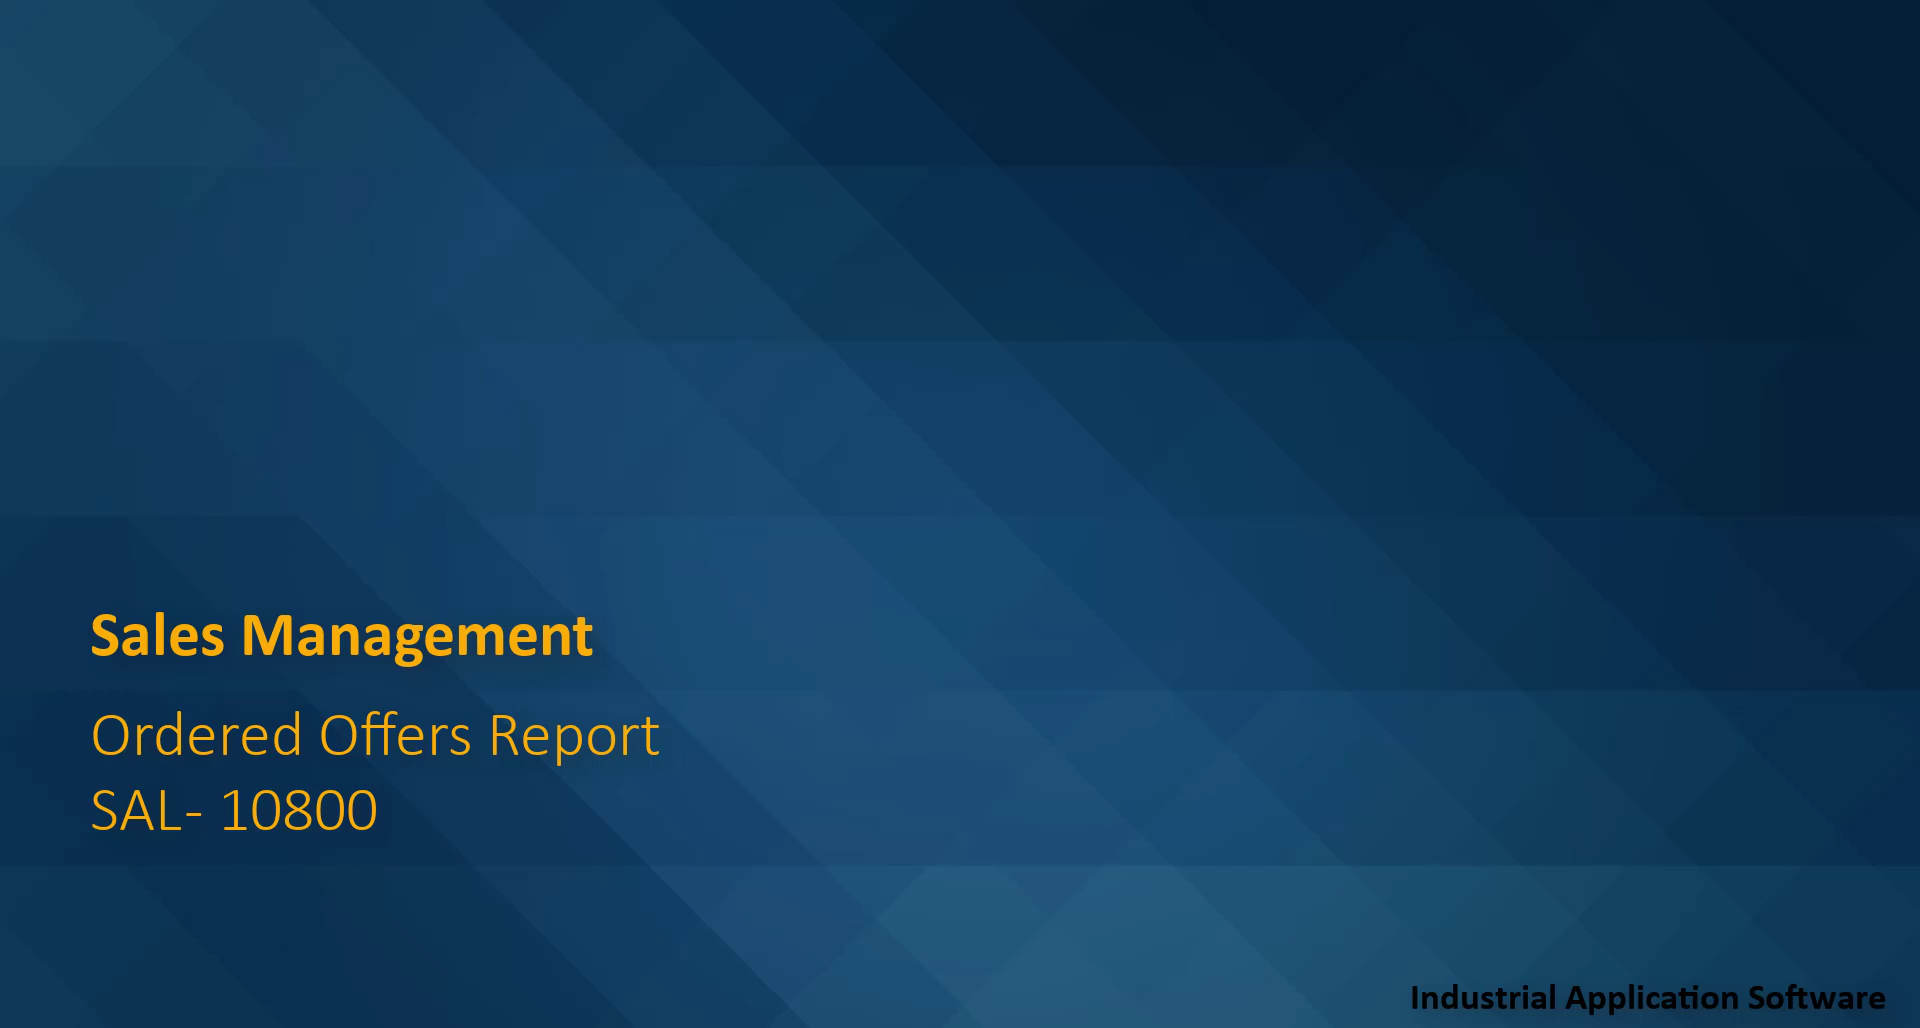 Sales Management
Ordered Offers Report
SAL- 10800
Industrial Application Software